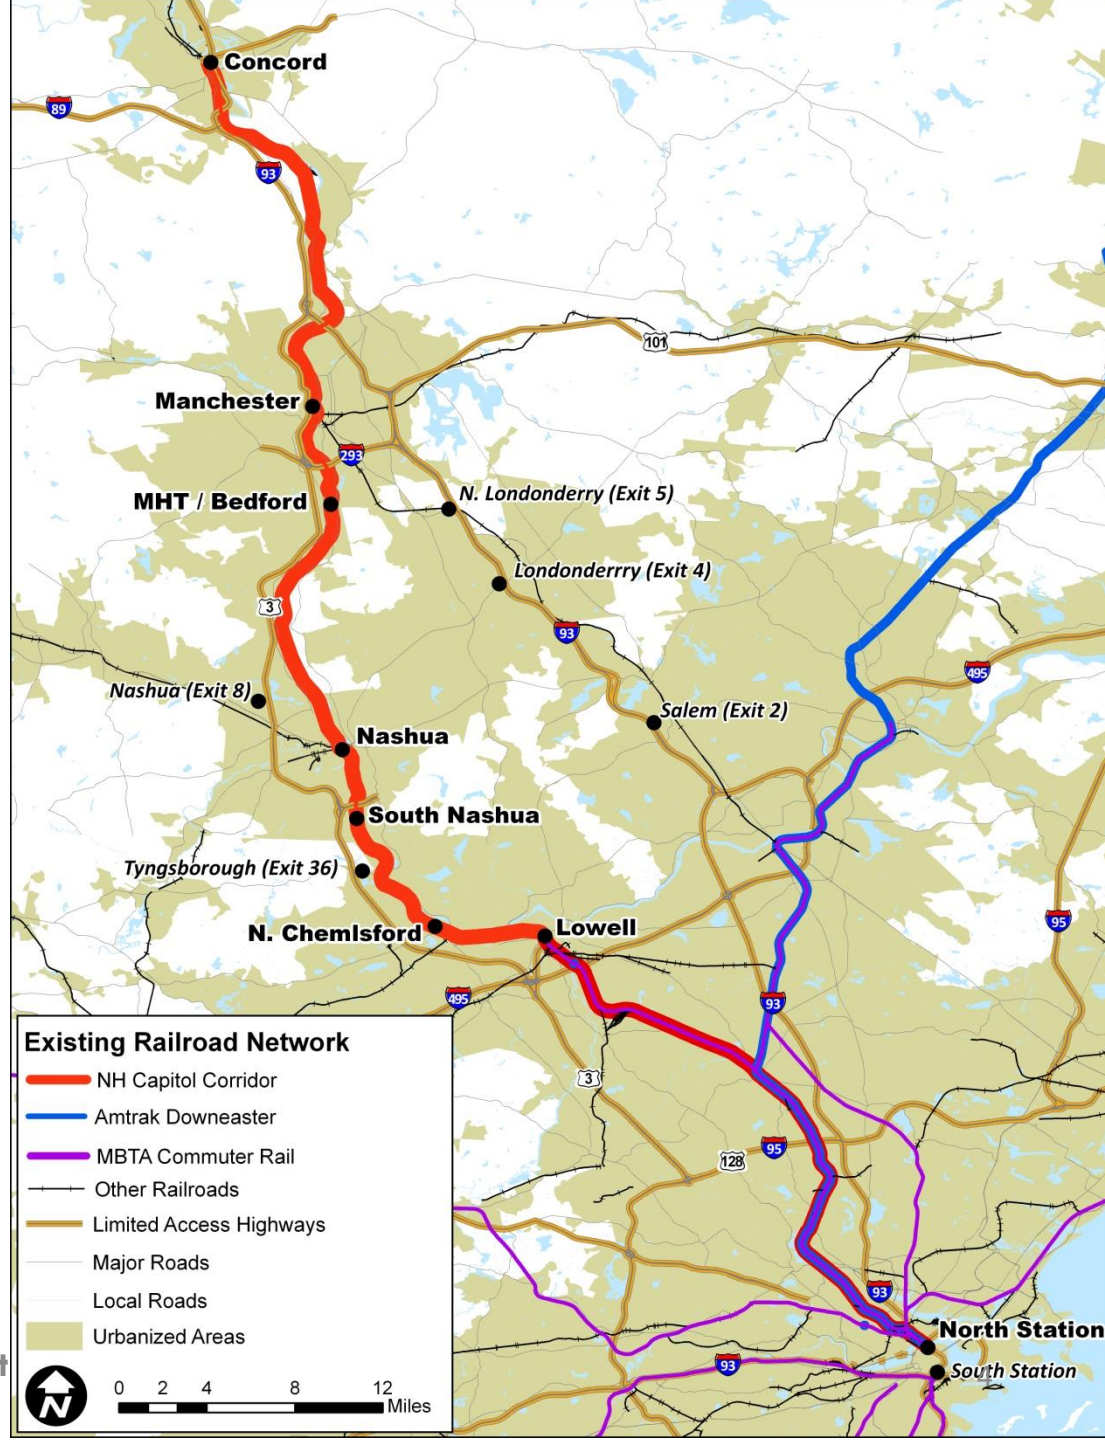 Concord
89
93
101
Manchester
293
MHT / Bedford
N. Londonderry (Exit 5)
Londonderrry (Exit 4)
3
93
495
Nashua (Exit 8)
Salem (Exit 2)
Nashua
South Nashua
Tyngsborough (Exit 36)
95
N. Chemlsford
Lowell
495
93
Existing Railroad Network
NH Capitol Corridor
3
Amtrak Downeaster
MBTA Commuter Rail
95
128
Other Railroads
Limited Access Highways
Major Roads
93
Local Roads
Urbanized Areas
North Station
93
South Station
4
N
0 2 4 8 12
Miles